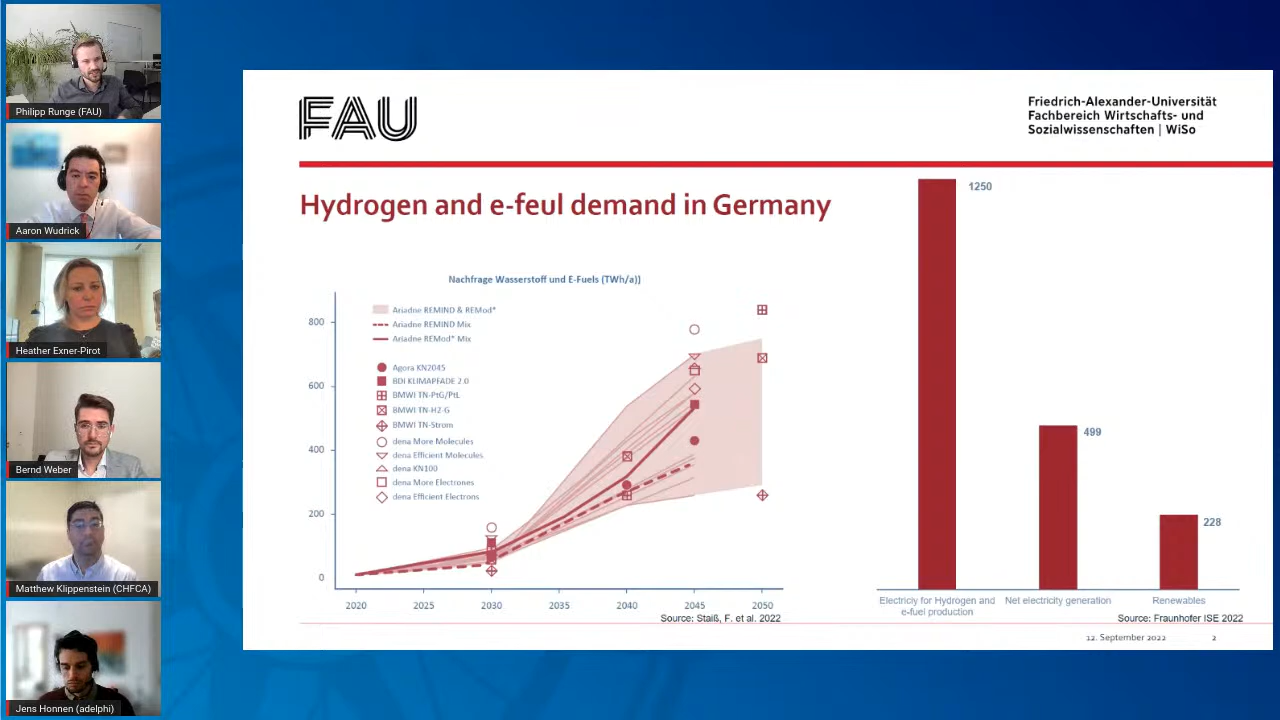 Philipp Runge (FAU)
Aaron Wudrick
Heather Exner-Pirot
Bernd Weber
Matthew Klippenstein (CHFCA)
Jens Honnen (adelphi)
FAU
Friedrich-Alexander-Universität
Fachbereich Wirtschafts- und
Sozialwissenschaften | WiSo
Hydrogen and e-feul demand in Germany
Nachfrage Wasserstoff und E-Fuels (TWh/a))
Ariadne REMIND & REMod*
Ariadne REMIND Mix
Ariadne REMod* Mix
Agora KN2045
BDI KLIMAPFADE 2.0
BMWI TN-PtG/PtL
BMWI TN-H2-G
BMWI TN-Strom
dena More Molecules
dena Efficient Molecules
dena KN100
dena More Electrones
dena Efficient Electrons
800
600
400
200
0
2020 2025 2030 2035 2040 2045 2050
Source: Staiß, F. et al. 2022
1250
499
228
Electriciy for Hydrogen and
e-fuel production
Net electricity generation
Renewables
Source: Fraunhofer ISE 2022
12. September 2022 2